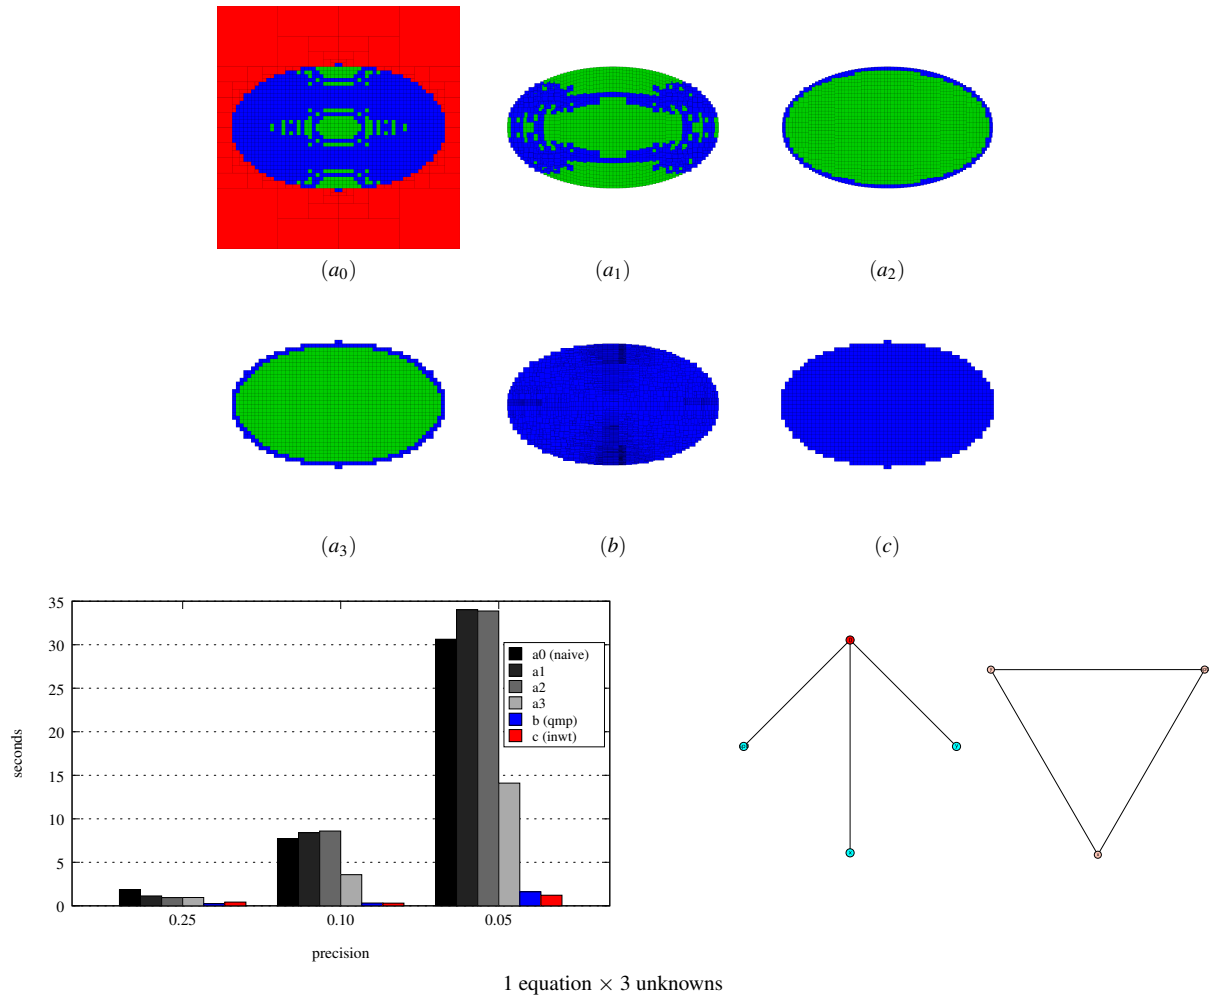 (a₀) (a₁) (a₂)
(a₃) (b) (c)
35
30
25
20
15
10
5
0
seconds
a0 (naive)
a1
a2
a3
b (qmp)
c (inwt)
0.25 0.10 0.05
precision
1 equation × 3 unknowns